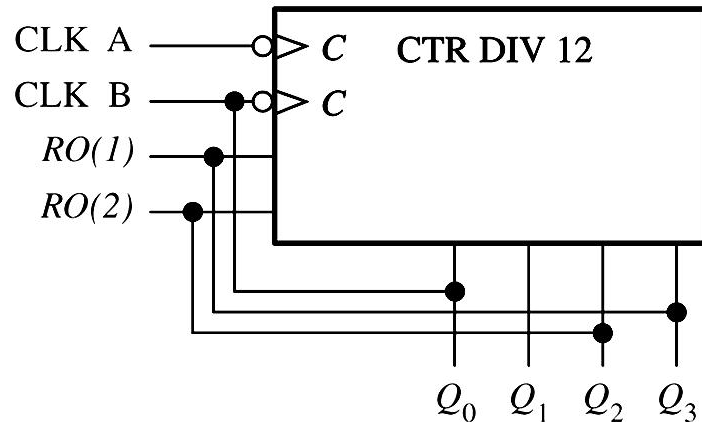 CLK A C CTR DIV 12
CLK B C
RO(1)
RO(2)
Q0 Q1 Q2 Q3